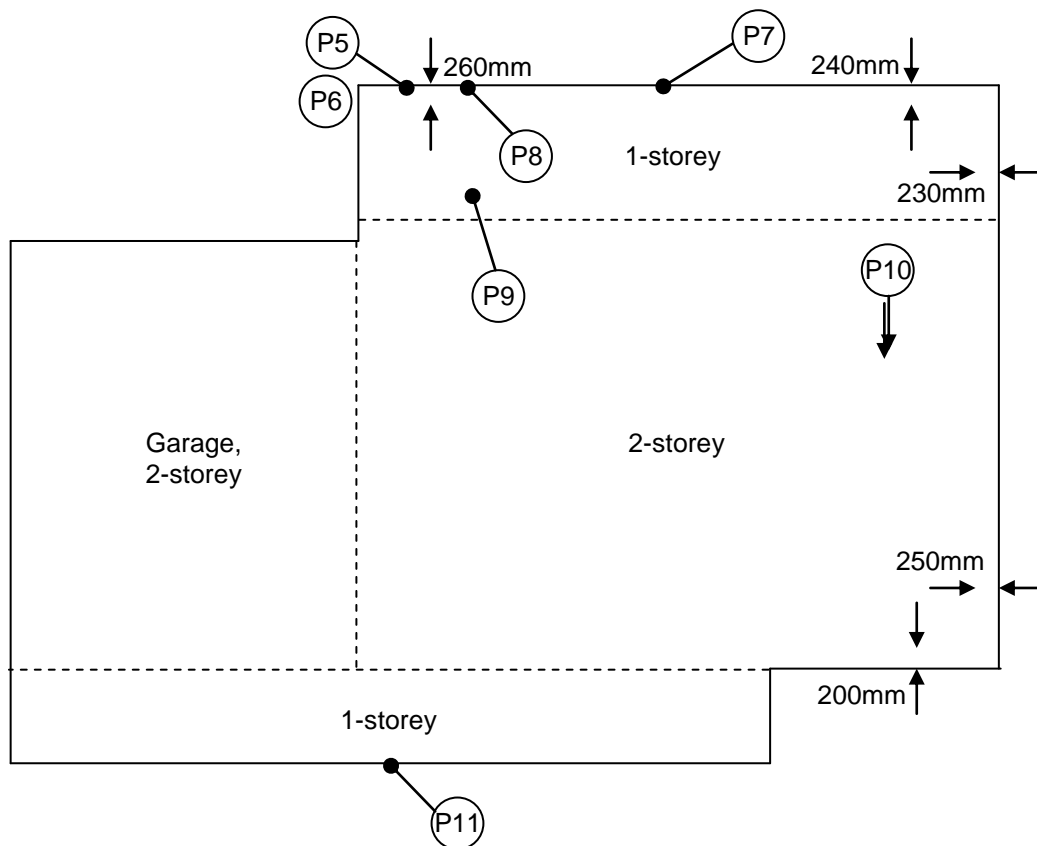 P5
P7
260mm
240mm
P6
P8
1-storey
230mm
P9
P10
Garage,
2-storey
2-storey
250mm
200mm
1-storey
P11